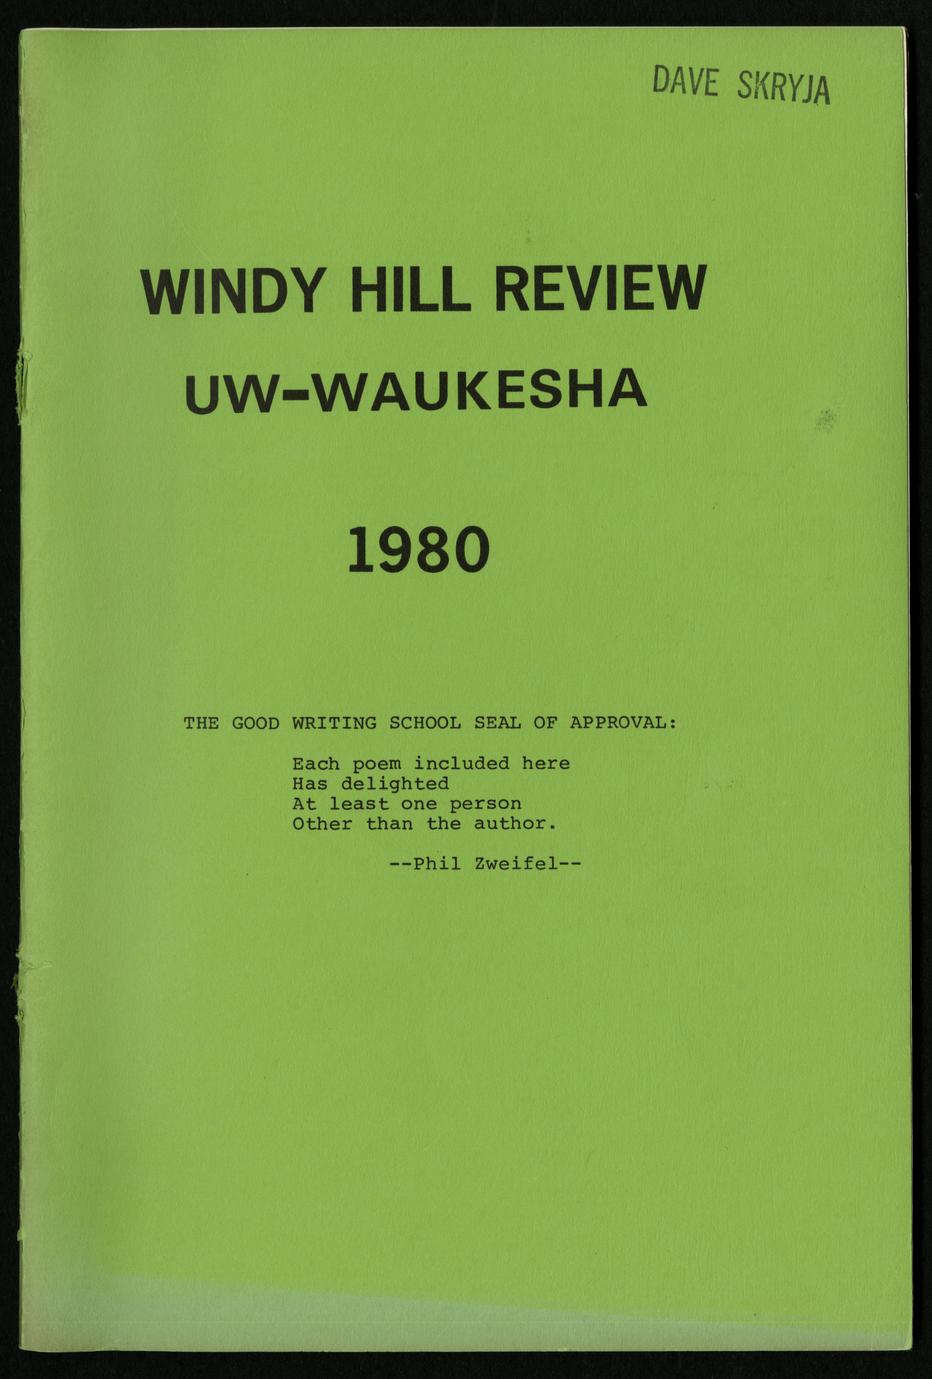 DAVE SKRYJA
WINDY HILL REVIEW
UW-WAUKESHA
1980
THE GOOD WRITING SCHOOL SEAL OF APPROVAL:
Each poem included here
Has delighted
At least one person
Other than the author.
--Phil Zweifel--